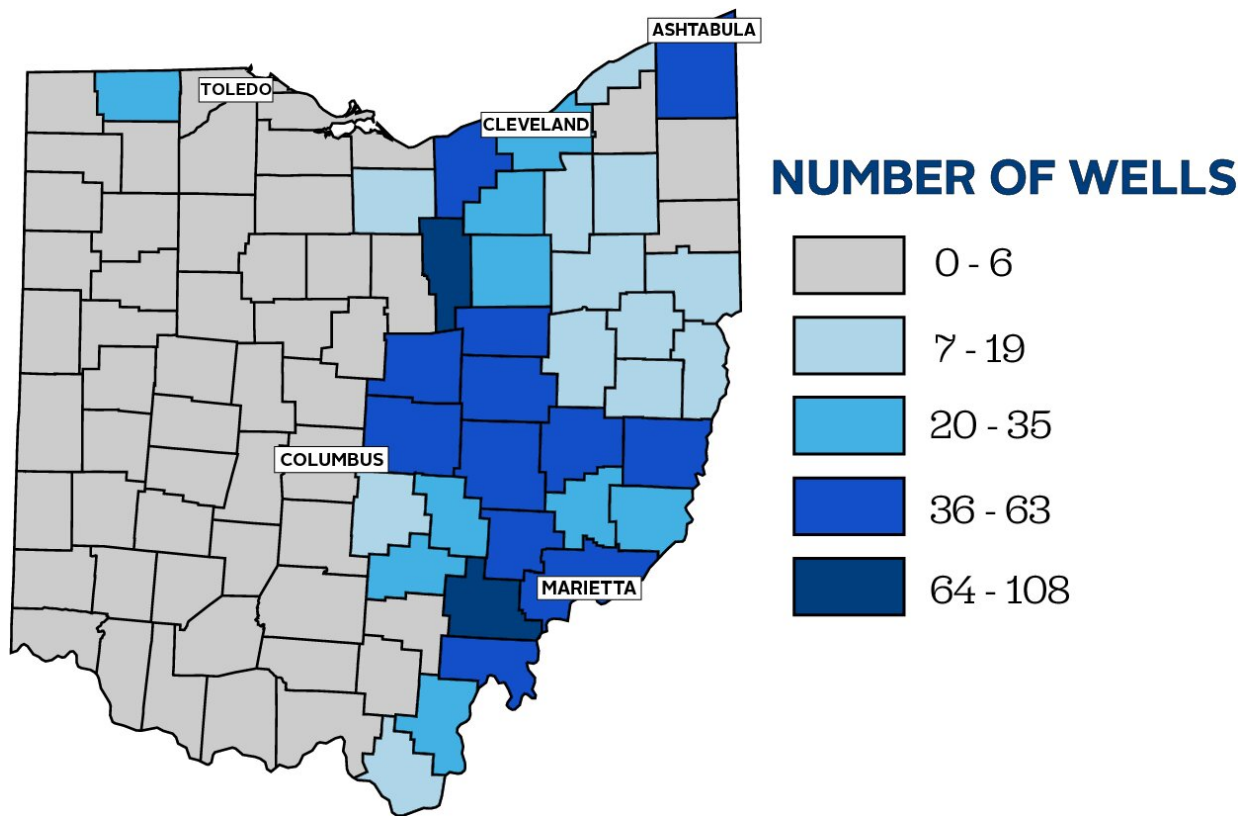 ASHTABULA
TOLEDO
CLEVELAND
NUMBER OF WELLS
0 - 6
7 - 19
20 - 35
COLUMBUS
36 - 63
MARIETTA
64 - 108